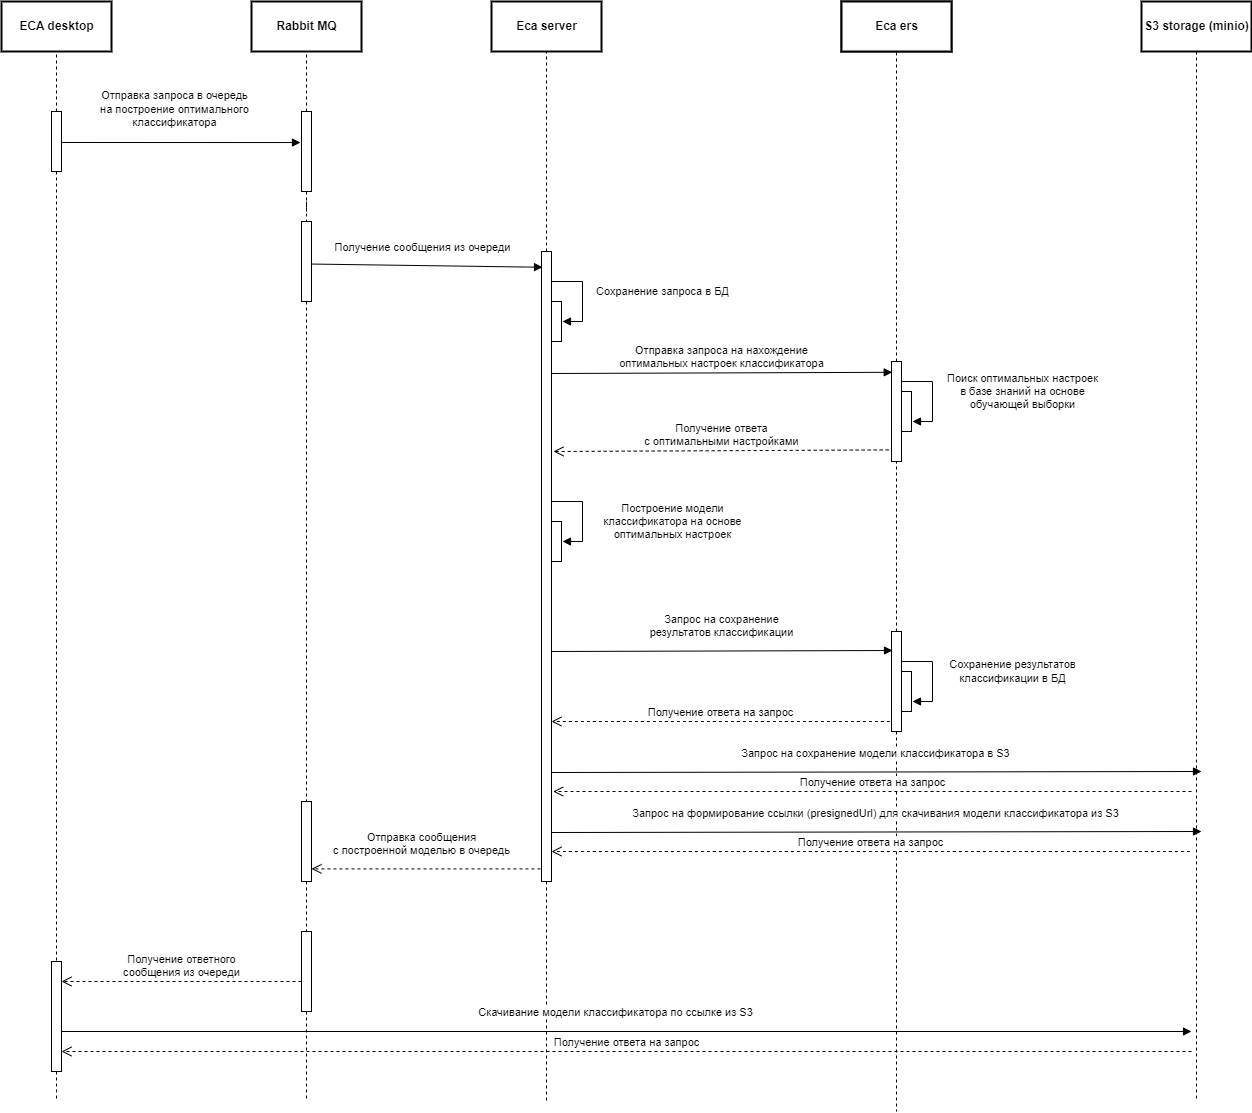 ECA desktop
Rabbit MQ
Eca server
Eca ers
S3 storage (minio)
Отправка запроса в очередь
на построение оптимального
классификатора
Получение сообщения из очереди
Сохранение запроса в БД
Отправка запроса на нахождение
оптимальных настроек классификатора
Поиск оптимальных настроек
в базе знаний на основе
обучающей выборки
Получение ответа
с оптимальными настройками
Построение модели
классификатора на основе
оптимальных настроек
Запрос на сохранение
результатов классификации
Сохранение результатов
классификации в БД
Получение ответа на запрос
Запрос на сохранение модели классификатора в S3
Получение ответа на запрос
Запрос на формирование ссылки (presignedUrl) для скачивания модели классификатора из S3
Получение ответа на запрос
Отправка сообщения
с построенной моделью в очередь
Получение ответного
сообщения из очереди
Скачивание модели классификатора по ссылке из S3
Получение ответа на запрос